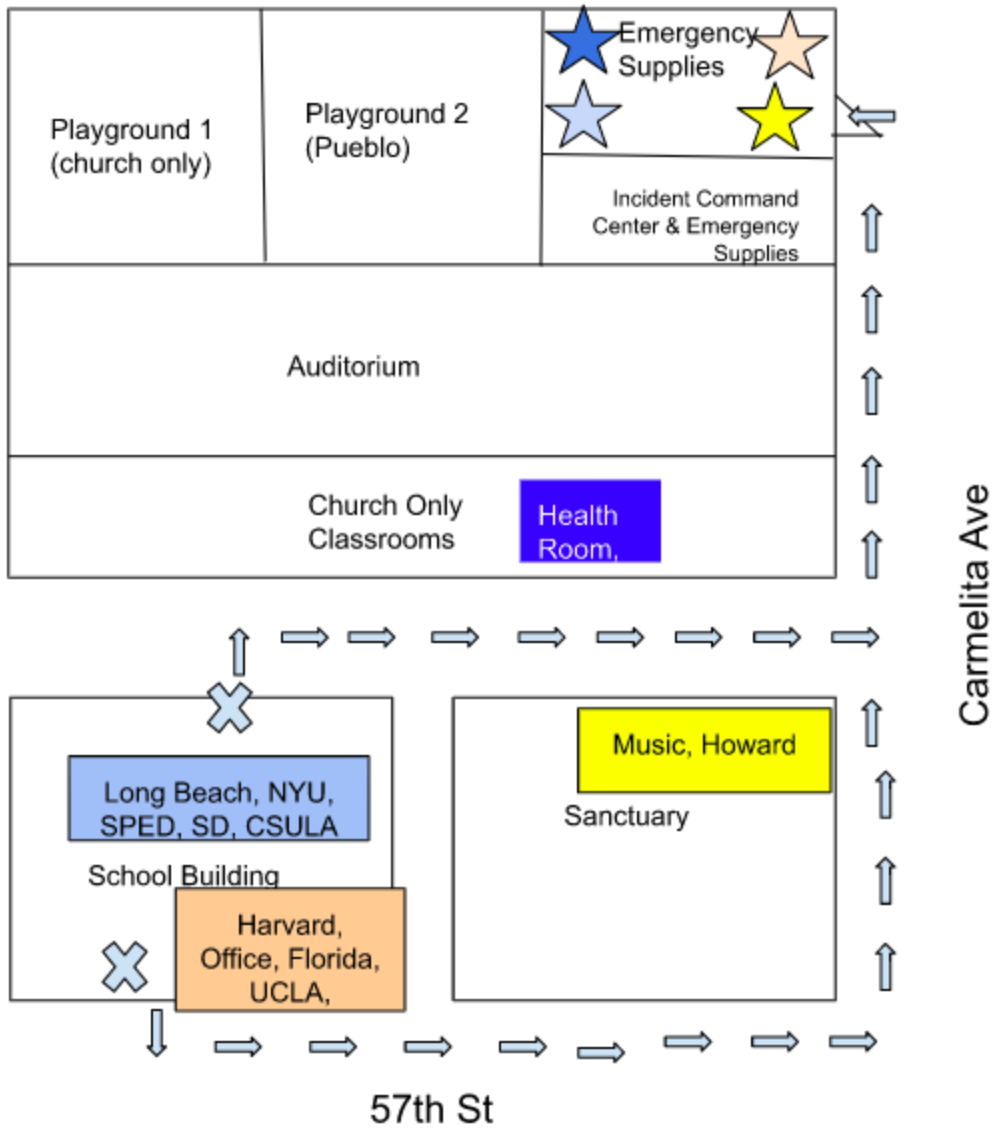 Emergency
Supplies
Playground 1
(church only)
Playground 2
(Pueblo)
Incident Command
Center & Emergency
Supplies
Auditorium
Church Only
Classrooms
Health
Room,
Carmelita Ave
Long Beach, NYU,
SPED, SD, CSULA
School Building
Harvard,
Office, Florida,
UCLA,
Music, Howard
Sanctuary
57th St